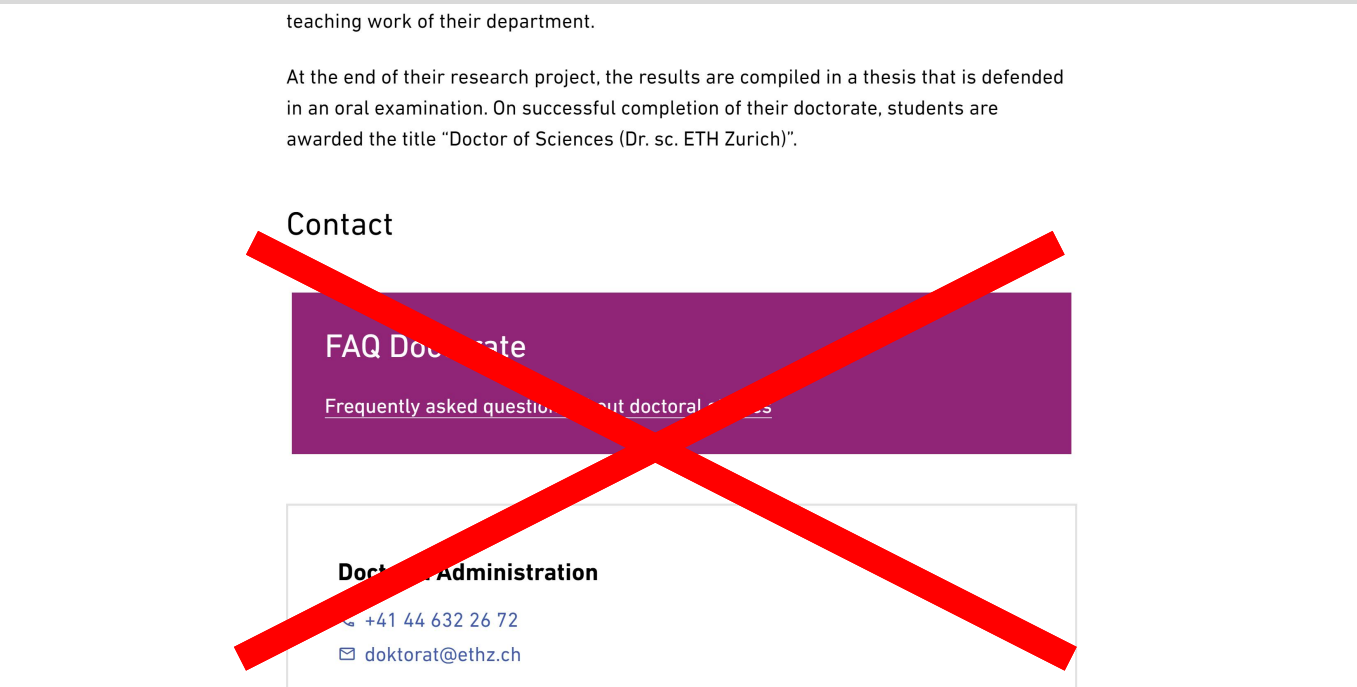 teaching work of their department.
At the end of their research project, the results are compiled in a thesis that is defended
in an oral examination. On successful completion of their doctorate, students are
awarded the title “Doctor of Sciences (Dr. sc. ETH Zurich)”.
Contact
FAQ
Frequently asked doctoral
Administration
+41 44 632 26 72
doktorat@ethz.ch